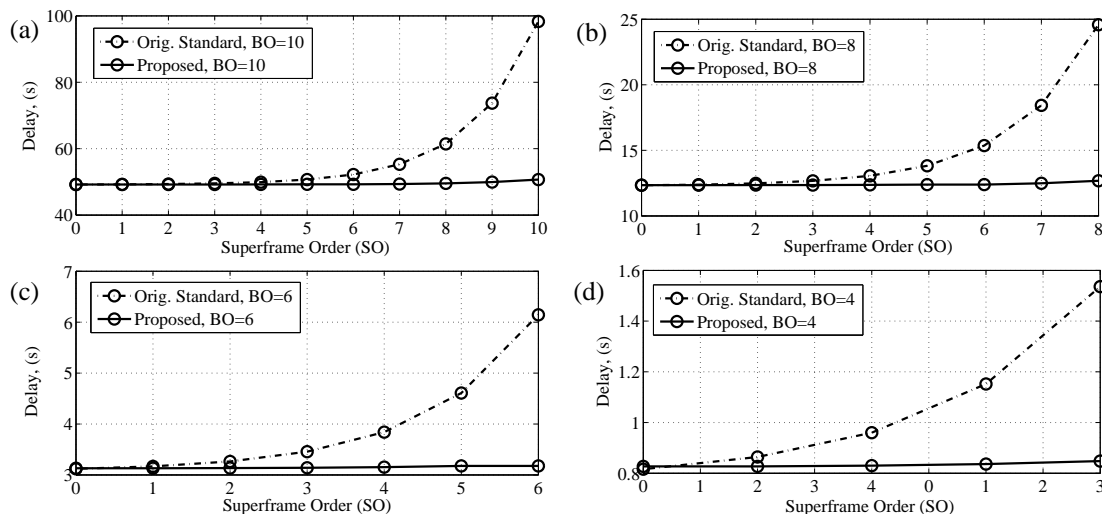 (a)
100
80
60
40
Delay, (s)
Orig. Standard, BO=10
Proposed, BO=10
0 1 2 3 4 5 6 7 8 9 10
Superframe Order (SO)
(b)
25
20
15
10
Delay, (s)
Orig. Standard, BO=8
Proposed, BO=8
0 1 2 3 4 5 6 7 8
Superframe Order (SO)
(c)
7
6
5
4
3
Delay, (s)
Orig. Standard, BO=6
Proposed, BO=6
0 1 2 3 4 5 6
Superframe Order (SO)
(d)
1.6
1.4
1.2
1
0.8
Delay, (s)
Orig. Standard, BO=4
Proposed, BO=4
0 1 2 3 4 0 1 2 3
Superframe Order (SO)